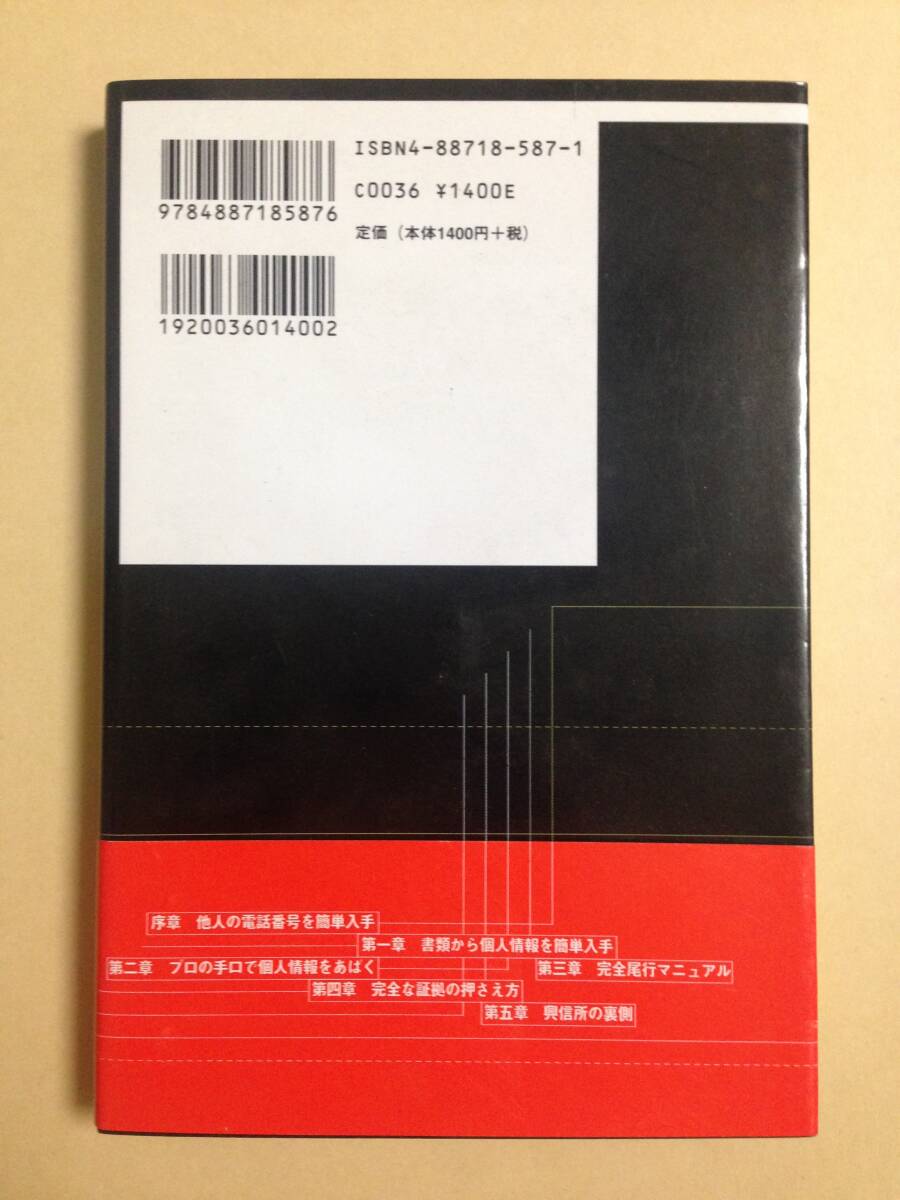 ISBN4-88718-587-1
9784887185876
C0036 ¥1400E
定価（本体1400円＋税）
1920036014002
序章 他人の電話番号を簡単入手
第一章 書類から個人情報を簡単入手
第二章 プロの手口で個人情報をあばく
第三章 完全尾行マニュアル
第四章 完全な証拠の押さえ方
第五章 興信所の裏側